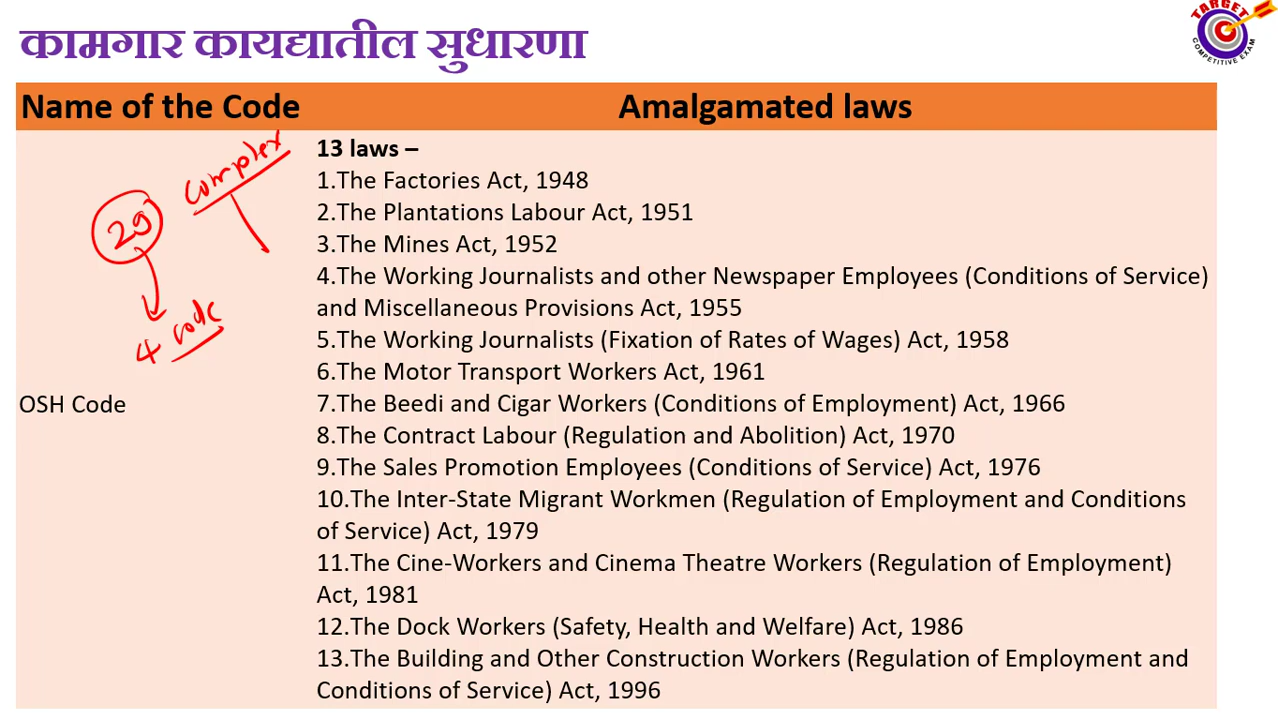 कामगार कायद्यातील सुधारणा
TARGET
COMPETITIVE EXAM
Name of the Code
Amalgamated laws
complex
29
4 code
OSH Code
13 laws –
1.The Factories Act, 1948
2.The Plantations Labour Act, 1951
3.The Mines Act, 1952
4.The Working Journalists and other Newspaper Employees (Conditions of Service)
and Miscellaneous Provisions Act, 1955
5.The Working Journalists (Fixation of Rates of Wages) Act, 1958
6.The Motor Transport Workers Act, 1961
7.The Beedi and Cigar Workers (Conditions of Employment) Act, 1966
8.The Contract Labour (Regulation and Abolition) Act, 1970
9.The Sales Promotion Employees (Conditions of Service) Act, 1976
10.The Inter-State Migrant Workmen (Regulation of Employment and Conditions
of Service) Act, 1979
11.The Cine-Workers and Cinema Theatre Workers (Regulation of Employment)
Act, 1981
12.The Dock Workers (Safety, Health and Welfare) Act, 1986
13.The Building and Other Construction Workers (Regulation of Employment and
Conditions of Service) Act, 1996